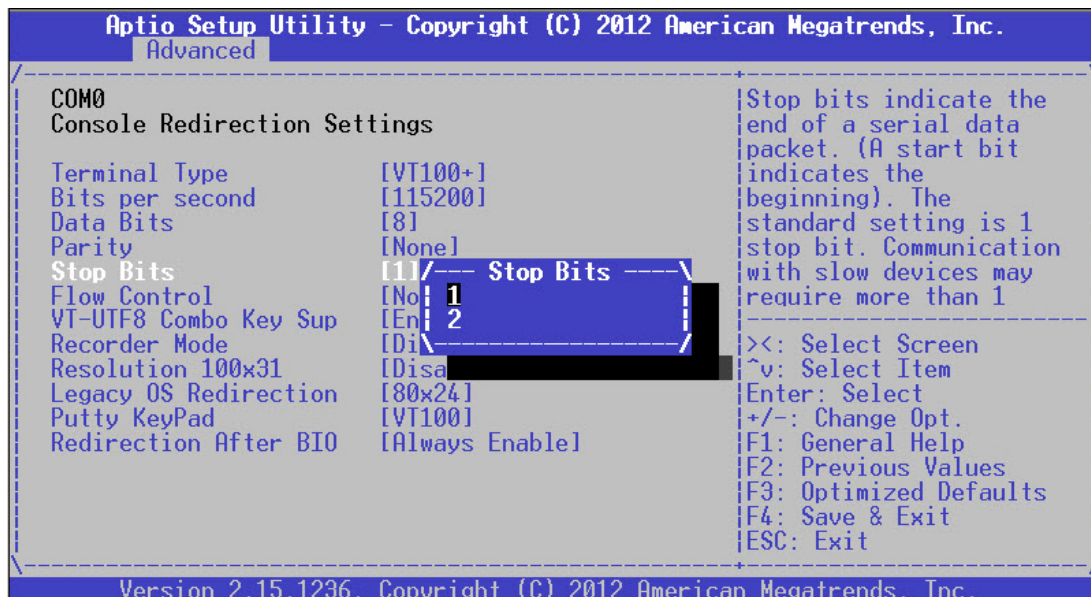 Aptio Setup Utility - Copyright (C) 2012 American Megatrends, Inc.
Advanced
COM0
Console Redirection Settings
Terminal Type [VT100+]
Bits per second [115200]
Data Bits [8]
Parity [None]
Stop Bits [1]
Flow Control [No
VT-UTF8 Combo Key Sup [En
Recorder Mode [Di
Resolution 100x31 [Disa
Legacy OS Redirection [80x24]
Putty KeyPad [VT100]
Redirection After BIO [Always Enable]
Stop Bits
1
2
Stop bits indicate the
end of a serial data
packet. (A start bit
indicates the
beginning). The
standard setting is 1
stop bit. Communication
with slow devices may
require more than 1
><: Select Screen
^v: Select Item
Enter: Select
+/-: Change Opt.
F1: General Help
F2: Previous Values
F3: Optimized Defaults
F4: Save & Exit
ESC: Exit
Version 2.15.1236. Copyright (C) 2012 American Megatrends, Inc.